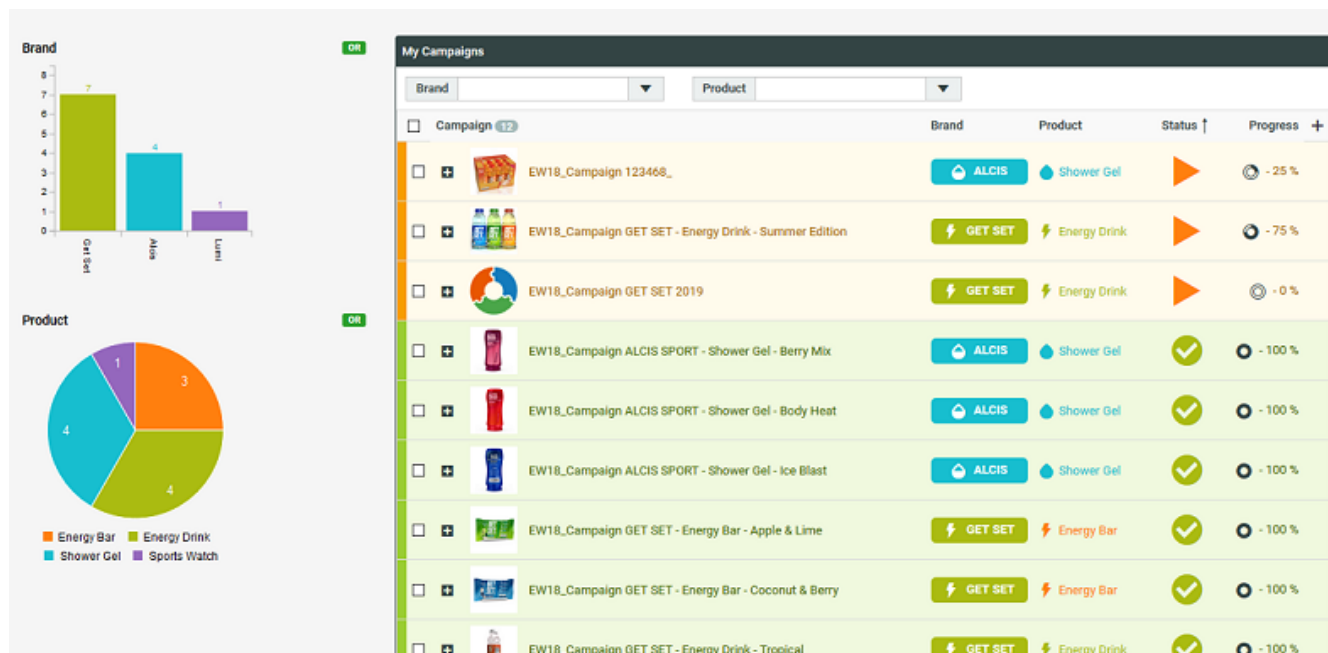 Brand OR
8
7
6
5
4
3
2
1
0
7
4
1
Get Set
Alcis
Lumi
Product OR
1
3
4
4
Energy Bar Energy Drink
Shower Gel Sports Watch
My Campaigns
Brand Product
Campaign 12 Brand Product Status ↑ Progress +
EW18_Campaign 123468_ ALCIS Shower Gel - 25 %
EW18_Campaign GET SET - Energy Drink - Summer Edition GET SET Energy Drink - 75 %
EW18_Campaign GET SET 2019 GET SET Energy Drink - 0 %
EW18_Campaign ALCIS SPORT - Shower Gel - Berry Mix ALCIS Shower Gel - 100 %
EW18_Campaign ALCIS SPORT - Shower Gel - Body Heat ALCIS Shower Gel - 100 %
EW18_Campaign ALCIS SPORT - Shower Gel - Ice Blast ALCIS Shower Gel - 100 %
EW18_Campaign GET SET - Energy Bar - Apple & Lime GET SET Energy Bar - 100 %
EW18_Campaign GET SET - Energy Bar - Coconut & Berry GET SET Energy Bar - 100 %
EW18_Campaign GET SET - Energy Drink - Tropical GET SET Energy Drink - 100 %